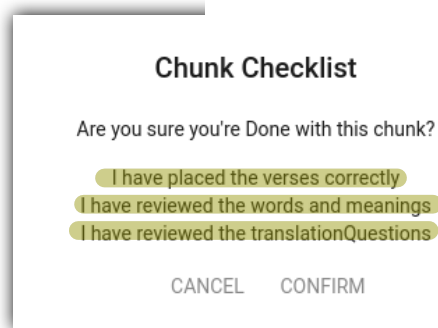 Chunk Checklist
Are you sure you're Done with this chunk?
I have placed the verses correctly
I have reviewed the words and meanings
I have reviewed the translationQuestions
CANCEL CONFIRM